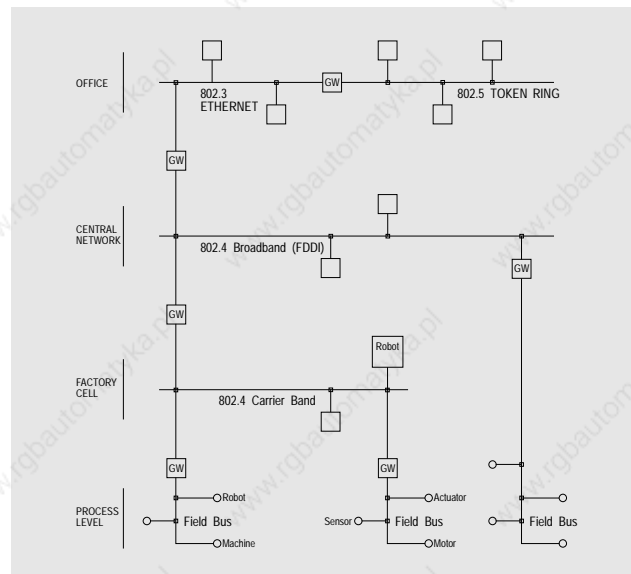 OFFICE
GW
802.3
ETHERNET
802.5 TOKEN RING
GW
CENTRAL
NETWORK
802.4 Broadband (FDDI)
GW
GW
Robot
FACTORY
CELL
802.4 Carrier Band
GW
GW
PROCESS
LEVEL
Robot
Field Bus
Machine
Actuator
Sensor
Field Bus
Motor
Field Bus
www.rgbautomatyka.pl